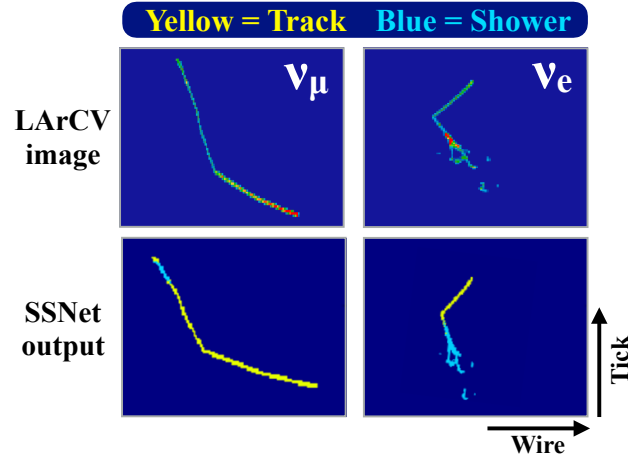 Yellow = Track Blue = Shower
LArCV
image
νμ
νe
SSNet
output
Tick
Wire